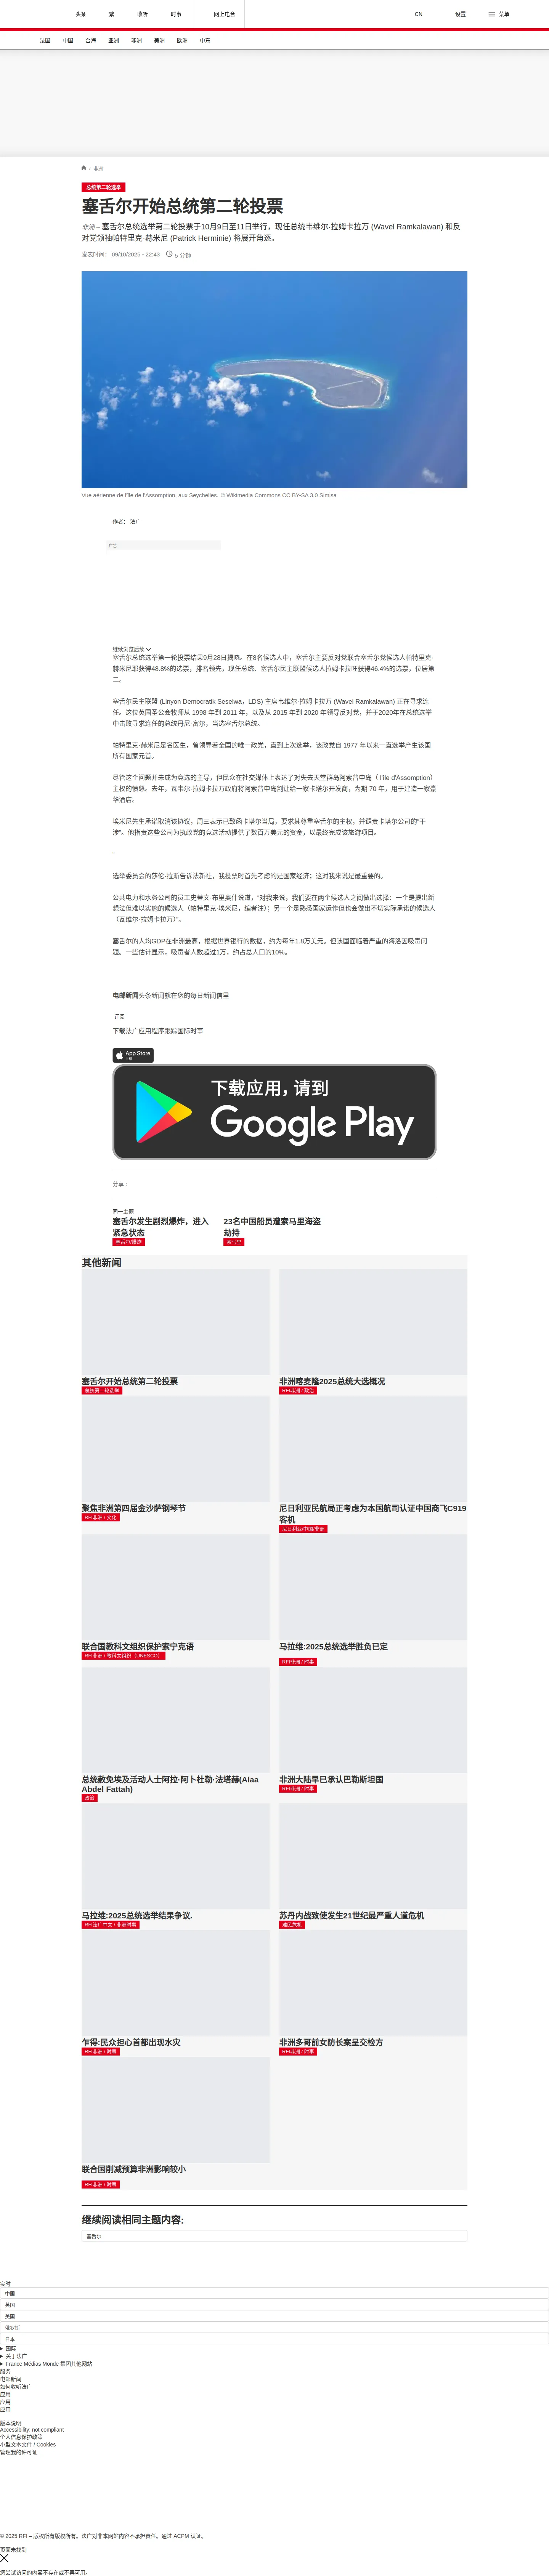 头条
繁
收听
时事
网上电台
CN
设置
菜单
法国
中国
台海
亚洲
非洲
美洲
欧洲
中东
/ 非洲
总统第二轮选举
塞舌尔开始总统第二轮投票
非洲 – 塞舌尔总统选举第二轮投票于10月9日至11日举行，现任总统韦维尔·拉姆卡拉万 (Wavel Ramkalawan) 和反
对党领袖帕特里克·赫米尼 (Patrick Herminie) 将展开角逐。
发表时间： 09/10/2025 - 22:43
5 分钟
Vue aérienne de l'île de l'Assomption, aux Seychelles. © Wikimedia Commons CC BY-SA 3.0 Simisa
作者： 法广
广告
继续浏览后续
塞舌尔总统选举第一轮投票结果9月28日揭晓。在8名候选人中，塞舌尔主要反对党联合塞舌尔党候选人帕特里克·
赫米尼耶获得48.8%的选票，排名领先，现任总统、塞舌尔民主联盟候选人拉姆卡拉旺获得46.4%的选票，位居第
二。
塞舌尔民主联盟 (Linyon Democratik Seselwa，LDS) 主席韦维尔·拉姆卡拉万 (Wavel Ramkalawan) 正在寻求连
任。这位英国圣公会牧师从 1998 年到 2011 年，以及从 2015 年到 2020 年领导反对党，并于2020年在总统选举
中击败寻求连任的总统丹尼·富尔，当选塞舌尔总统。
帕特里克·赫米尼是名医生，曾领导着全国的唯一政党，直到上次选举，该政党自 1977 年以来一直选举产生该国
所有国家元首。
尽管这个问题并未成为竞选的主导，但民众在社交媒体上表达了对失去天堂群岛阿索普申岛（ l'île d'Assomption）
主权的愤怒。去年，瓦韦尔·拉姆卡拉万政府将阿索普申岛割让给一家卡塔尔开发商，为期 70 年，用于建造一家豪
华酒店。
埃米尼先生承诺取消该协议，周三表示已致函卡塔尔当局，要求其尊重塞舌尔的主权，并谴责卡塔尔公司的“干
涉”。他指责这些公司为执政党的竞选活动提供了数百万美元的资金，以最终完成该旅游项目。
“
选举委员会的莎伦·拉斯告诉法新社，我投票时首先考虑的是国家经济；这对我来说是最重要的。
公共电力和水务公司的员工史蒂文·布里奥什说道，“对我来说，我们要在两个候选人之间做出选择：一个是提出新
想法但难以实施的候选人（帕特里克·埃米尼，编者注）；另一个是熟悉国家运作但也会做出不切实际承诺的候选人
（瓦维尔·拉姆卡拉万）”。
塞舌尔的人均GDP在非洲最高，根据世界银行的数据，约为每年1.8万美元。但该国面临着严重的海洛因吸毒问
题。一些估计显示，吸毒者人数超过1万，约占总人口的10%。
电邮新闻头条新闻就在您的每日新闻信里
订阅
下载法广应用程序跟踪国际时事
App Store
下载
下载应用，请到
Google Play
分享 :
同一主题
塞舌尔发生剧烈爆炸，进入
紧急状态
塞舌尔/爆炸
23名中国船员遭索马里海盗
劫持
索马里
其他新闻
塞舌尔开始总统第二轮投票
总统第二轮选举
非洲喀麦隆2025总统大选概况
RFI非洲 / 政治
聚焦非洲第四届金沙萨钢琴节
RFI非洲 / 文化
尼日利亚民航局正考虑为本国航司认证中国商飞C919
客机
尼日利亚/中国/非洲
联合国教科文组织保护索宁克语
RFI非洲 / 教科文组织（UNESCO）
马拉维:2025总统选举胜负已定
RFI非洲 / 时事
总统赦免埃及活动人士阿拉·阿卜杜勒·法塔赫(Alaa
Abdel Fattah)
政治
非洲大陆早已承认巴勒斯坦国
RFI非洲 / 时事
马拉维:2025总统选举结果争议.
RFI法广中文 / 非洲时事
苏丹内战致使发生21世纪最严重人道危机
难民危机
乍得:民众担心首都出现水灾
RFI非洲 / 时事
非洲多哥前女防长案呈交检方
RFI非洲 / 时事
联合国削减预算非洲影响较小
RFI非洲 / 时事
继续阅读相同主题内容:
塞舌尔
实时
中国
英国
美国
俄罗斯
日本
国际
关于法广
France Médias Monde 集团其他网站
服务
电邮新闻
如何收听法广
应用
应用
应用
版本说明
Accessibility: not compliant
个人信息保护政策
小型文本文件 / Cookies
管理我的许可证
© 2025 RFI – 版权所有版权所有。法广对非本网站内容不承担责任。通过 ACPM 认证。
页面未找到
您尝试访问的内容不存在或不再可用。